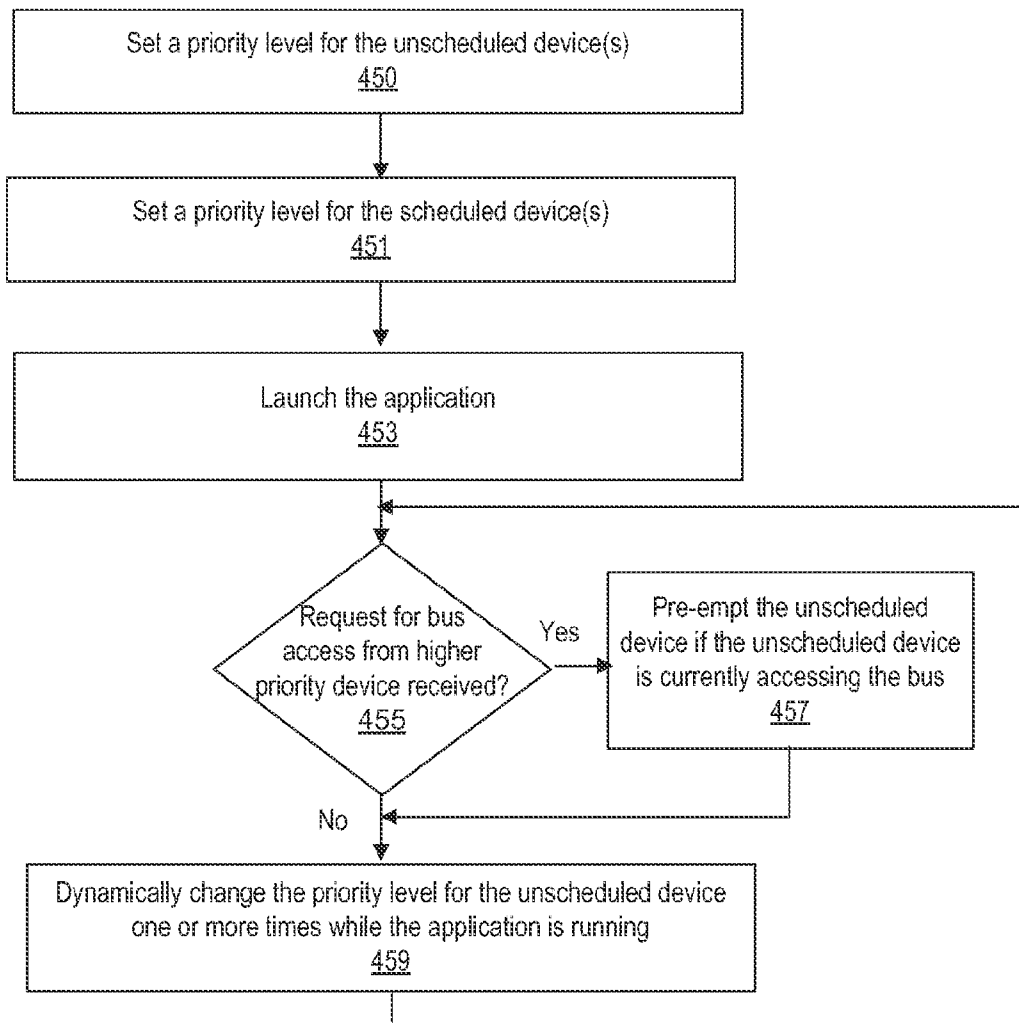 Set a priority level for the unscheduled device(s)
450
Set a priority level for the scheduled device(s)
451
Launch the application
453
Request for bus
access from higher
priority device received?
455
Yes
Pre-empt the unscheduled
device if the unscheduled device
is currently accessing the bus
457
No
Dynamically change the priority level for the unscheduled device
one or more times while the application is running
459